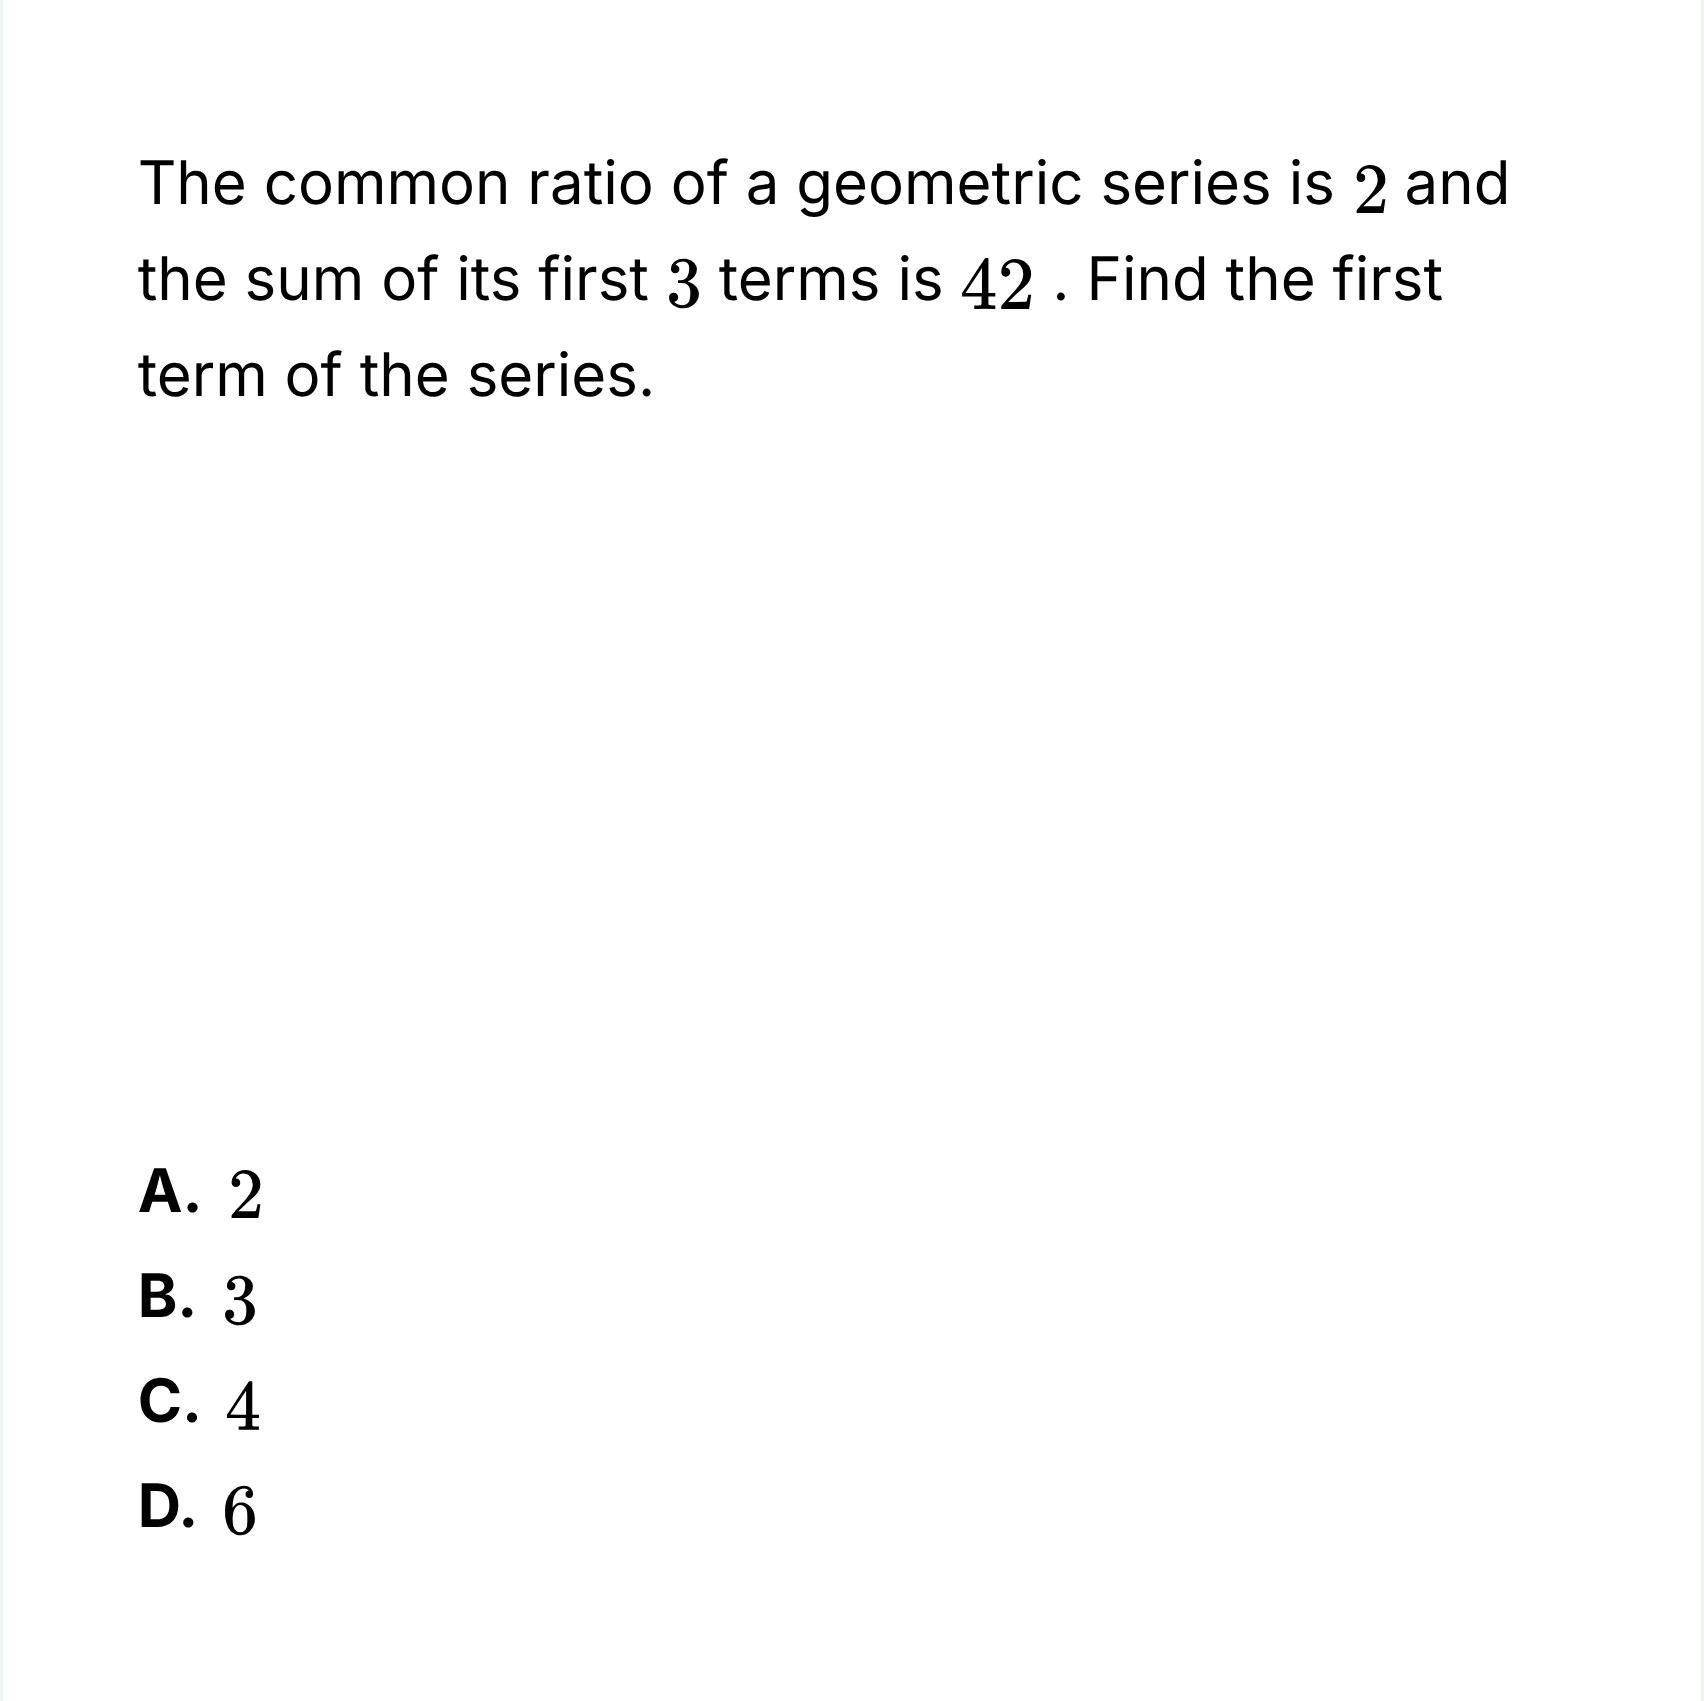 The common ratio of a geometric series is 2 and
the sum of its first 3 terms is 42 . Find the first
term of the series.
A. 2
B. 3
C. 4
D. 6